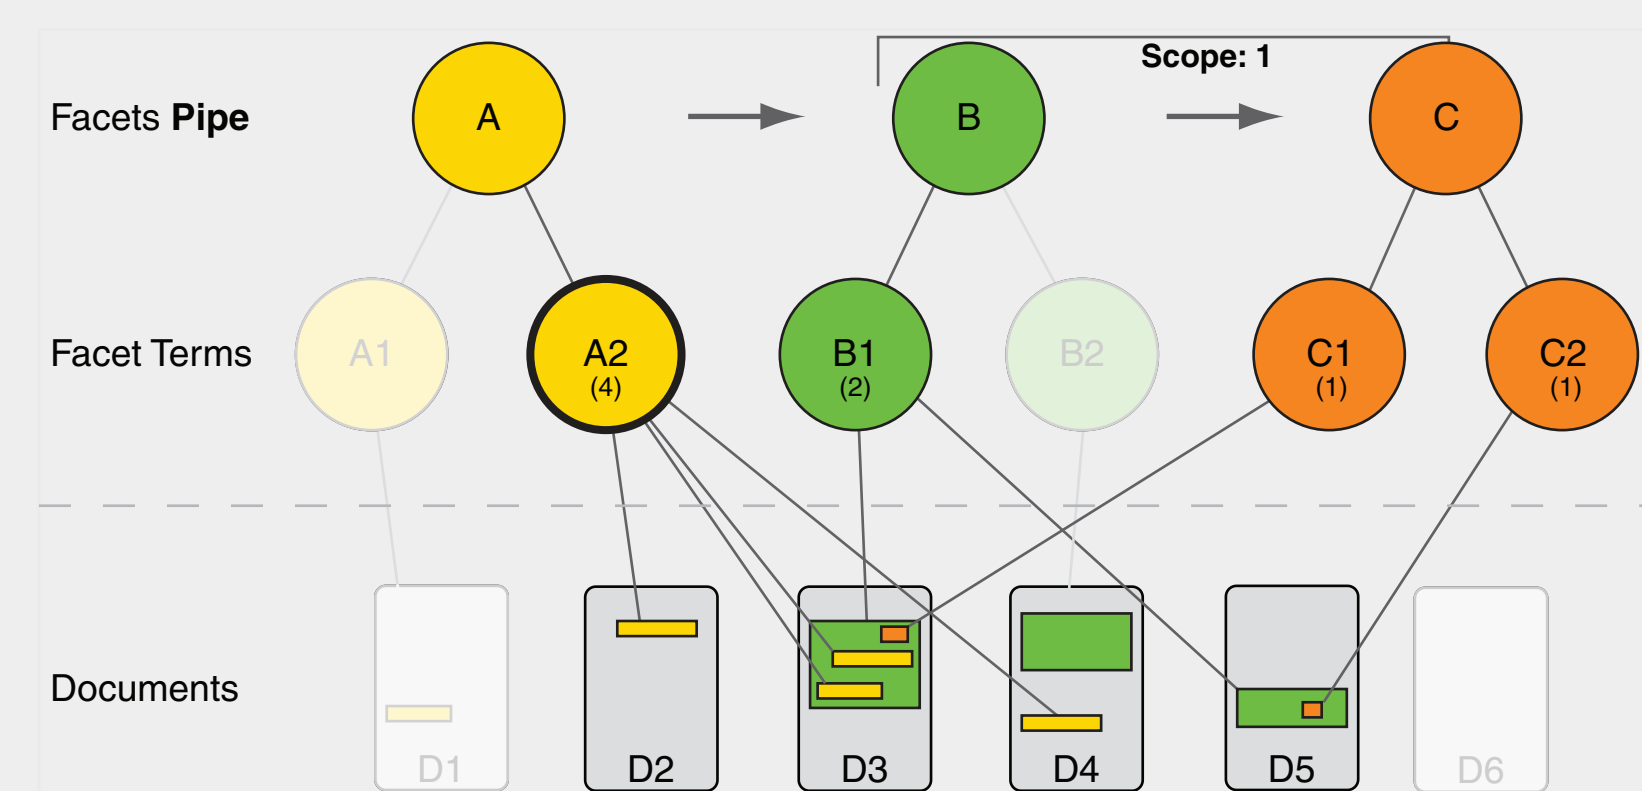 Scope: 1
Facets Pipe
A
B
C
Facet Terms
A1
A2
(4)
B1
(2)
B2
C1
(1)
C2
(1)
Documents
D1
D2
D3
D4
D5
D6